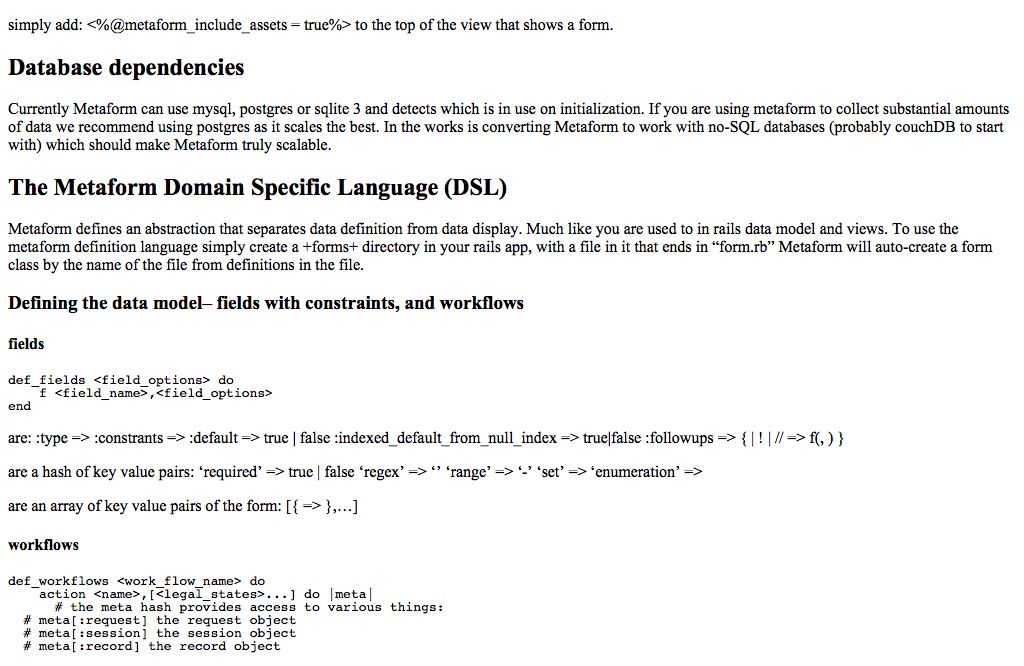 simply add: <%@metaform_include_assets = true%> to the top of the view that shows a form.
Database dependencies
Currently Metaform can use mysql, postgres or sqlite 3 and detects which is in use on initialization. If you are using metaform to collect substantial amounts
of data we recommend using postgres as it scales the best. In the works is converting Metaform to work with no-SQL databases (probably couchDB to start
with) which should make Metaform truly scalable.
The Metaform Domain Specific Language (DSL)
Metaform defines an abstraction that separates data definition from data display. Much like you are used to in rails data model and views. To use the
metaform definition language simply create a +forms+ directory in your rails app, with a file in it that ends in “form.rb” Metaform will auto-create a form
class by the name of the file from definitions in the file.
Defining the data model– fields with constraints, and workflows
fields
def_fields <field_options> do
    f <field_name>,<field_options>
end
are: :type => :constrants => :default => true | false :indexed_default_from_null_index => true|false :followups => { | ! | // => f(, ) }
are a hash of key value pairs: ‘required’ => true | false ‘regex’ => ‘’ ‘range’ => ‘-’ ‘set’ => ‘enumeration’ =>
are an array of key value pairs of the form: [{ => },…]
workflows
def_workflows <work_flow_name> do
    action <name>,[<legal_states>...] do |meta|
      # the meta hash provides access to various things:
  # meta[:request] the request object
  # meta[:session] the session object
  # meta[:record] the record object